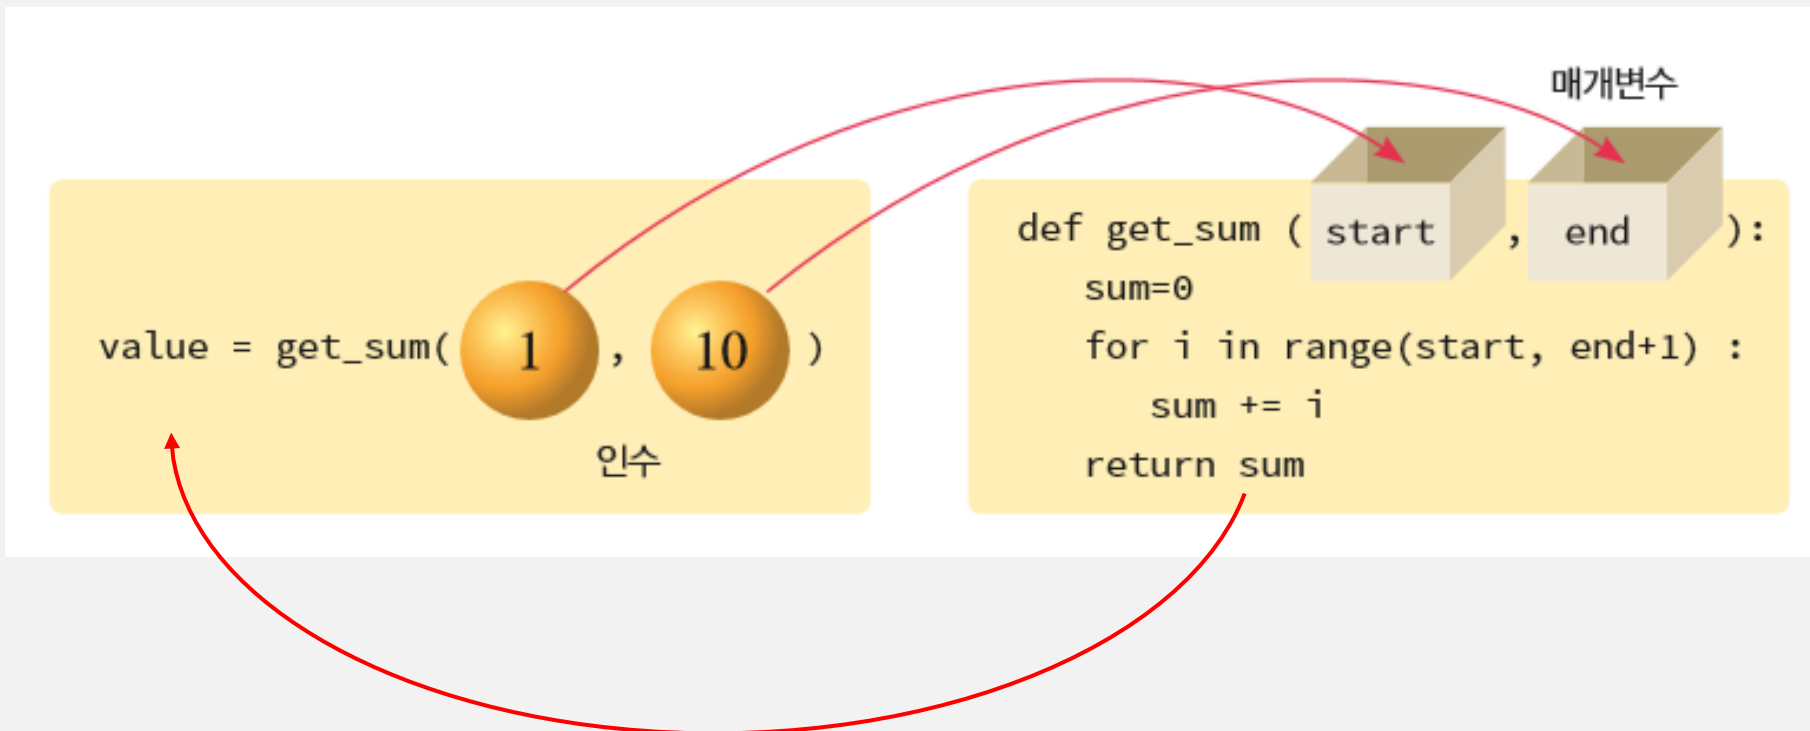 매개변수
value = get_sum( 1 , 10 )
인수
def get_sum ( start , end ):
sum=0
for i in range(start, end+1) :
sum += i
return sum